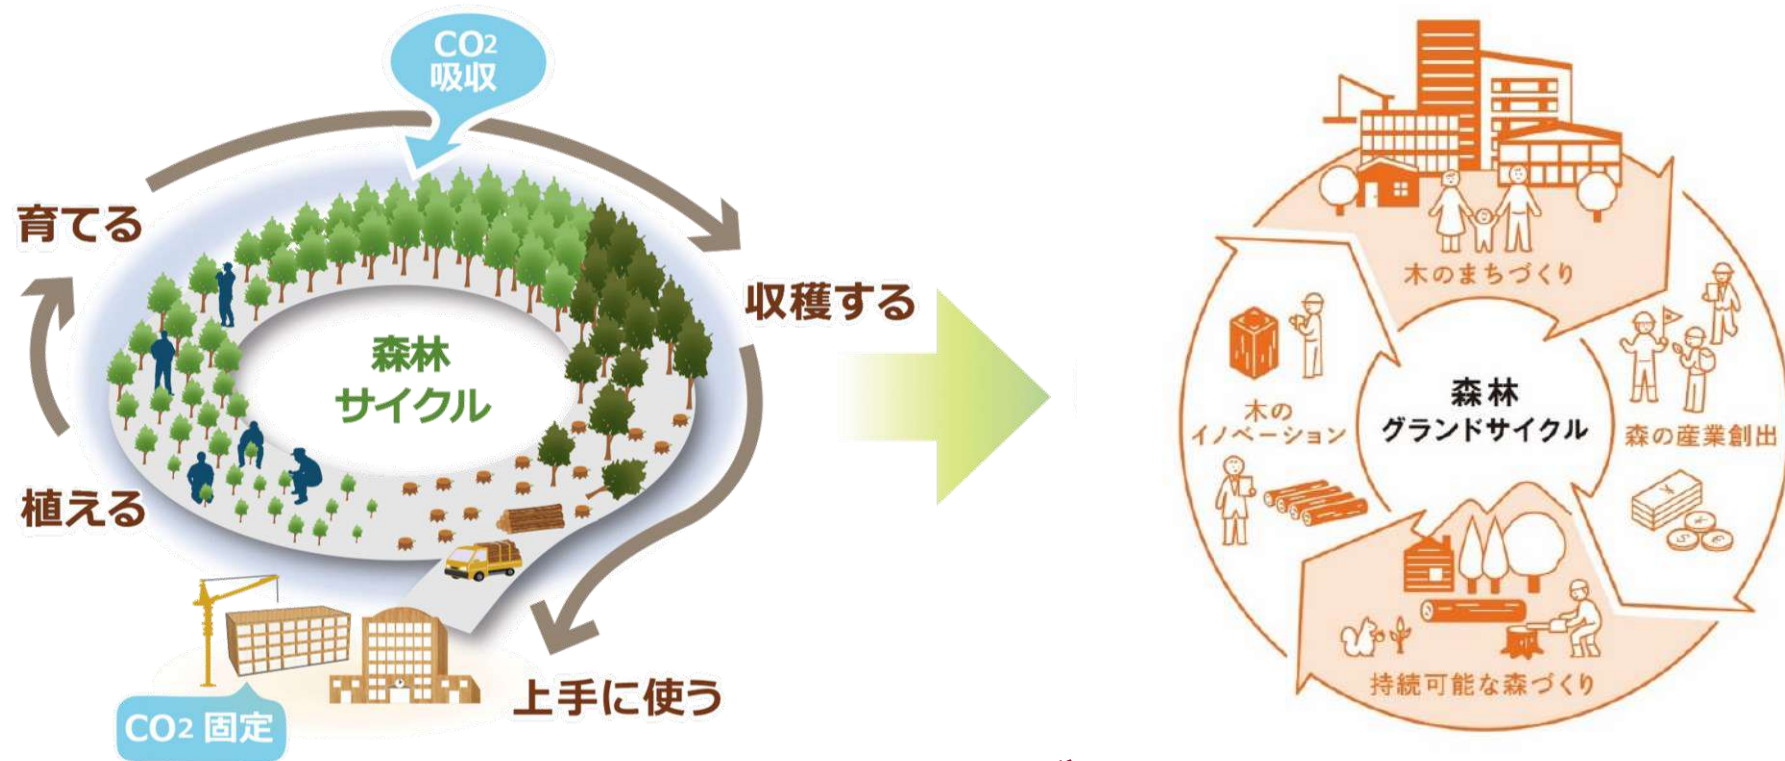 CO2
吸収
育てる
収穫する
森林
サイクル
植える
上手に使う
CO2 固定
木のまちづくり
木の
イノベーション
森林
グランドサイクル
森の産業創出
持続可能な森づくり